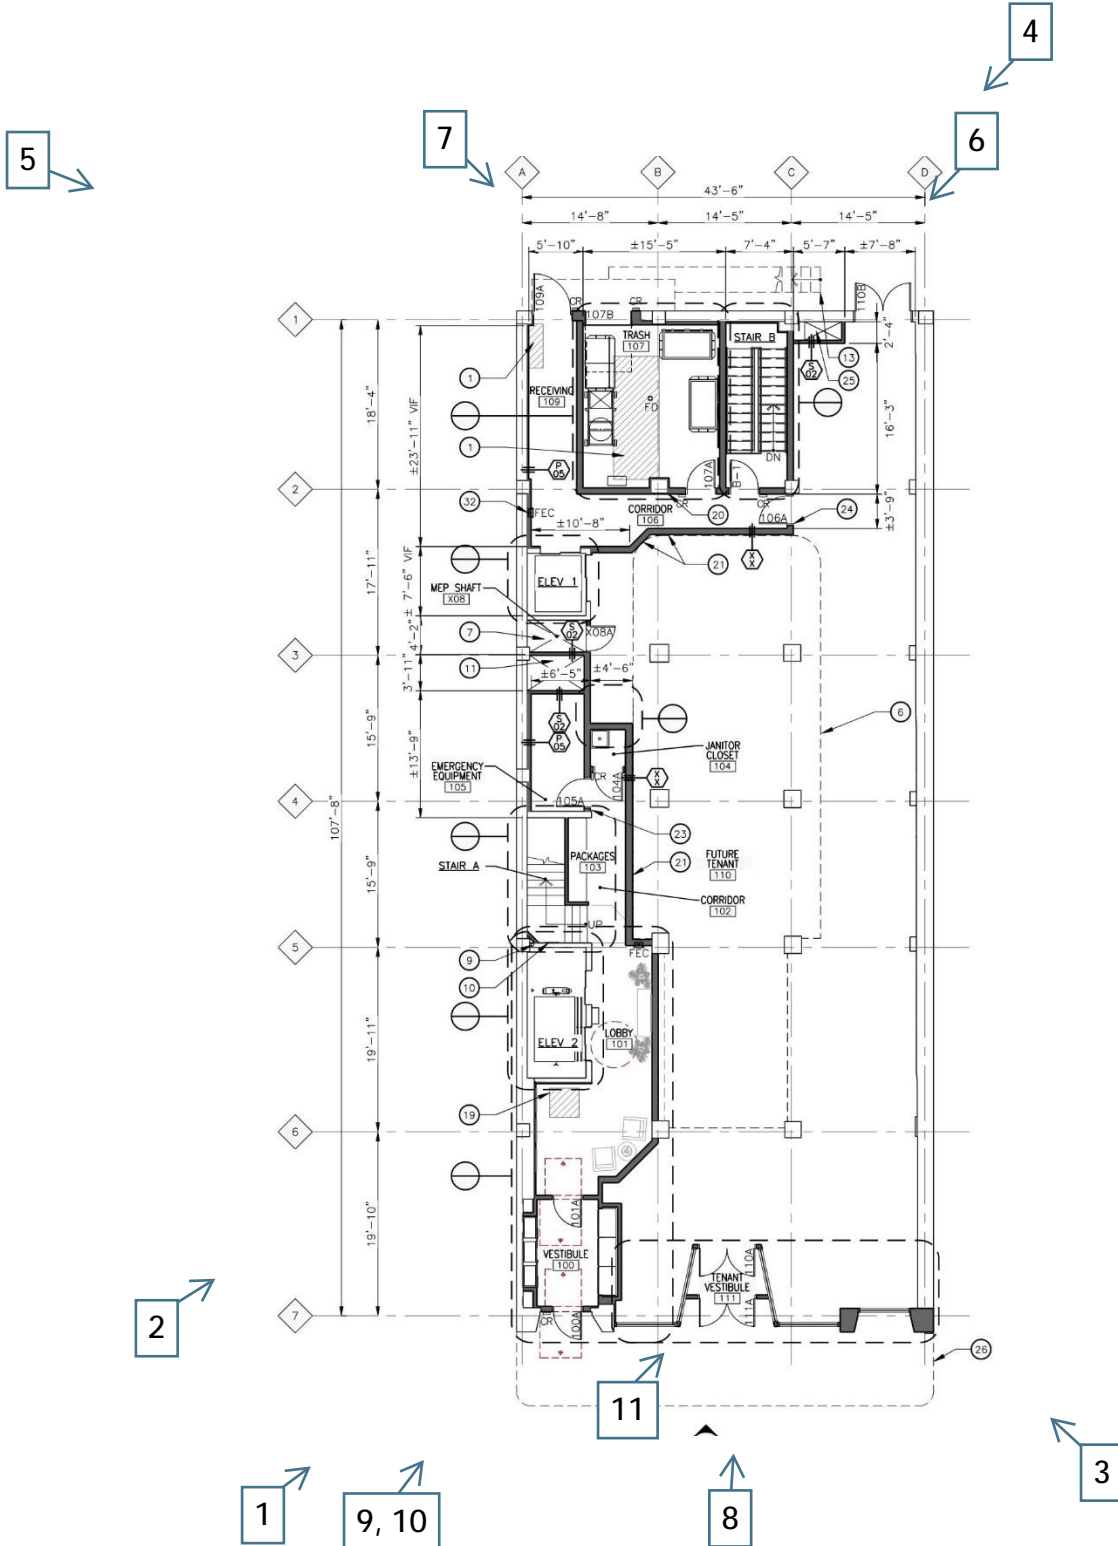 4
5
7
6
A
B
C
D
43'-6"
14'-8"
14'-5"
14'-5"
5'-10"
±15'-5"
7'-4"
5'-7"
±7'-8"
109A
CR
CR
107B
110B
1
TRASH
107
STAIR B
2'-4"
13
S
02
25
1
RECEIVING
109
FD
18'-4"
±23'-11" VIF
16'-3"
1
P
05
107A
B-1
DN
2
32
FEC
CORRIDOR
106
CR
20
CR
106A
24
±3'-9"
±10'-8"
X
X
21
ELEV 1
17'-11"
± 7'-6" VIF
MEP SHAFT
X08
7
S
02
X08A
4'-2"
3
11
3'-11"
±6'-5"
±4'-6"
S
02
P
05
6
15'-9"
±13'-9"
JANITOR
CLOSET
104
EMERGENCY
EQUIPMENT
105
CR
104A
X
X
4
105A
107'-8"
23
STAIR A
PACKAGES
103
21
FUTURE
TENANT
110
15'-9"
CORRIDOR
102
UP
5
9
FEC
10
19'-11"
ELEV 2
LOBBY
101
19
6
101A
19'-10"
VESTIBULE
100
110A
TENANT
VESTIBULE
111
111A
2
7
CR
100A
26
11
3
1
9, 10
8